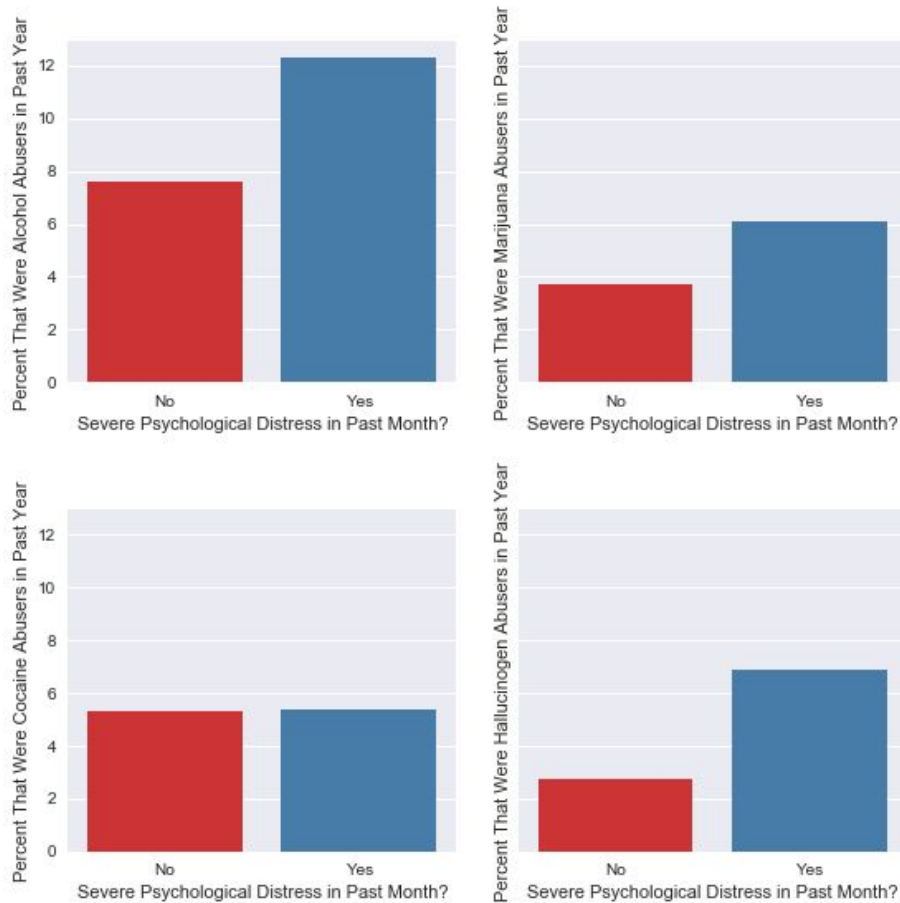 Percent That Were Alcohol Abusers in Past Year
12
10
8
6
4
2
0
No Yes
Severe Psychological Distress in Past Month?
Percent That Were Marijuana Abusers in Past Year
No Yes
Severe Psychological Distress in Past Month?
Percent That Were Cocaine Abusers in Past Year
12
10
8
6
4
2
0
No Yes
Severe Psychological Distress in Past Month?
Percent That Were Hallucinogen Abusers in Past Year
No Yes
Severe Psychological Distress in Past Month?